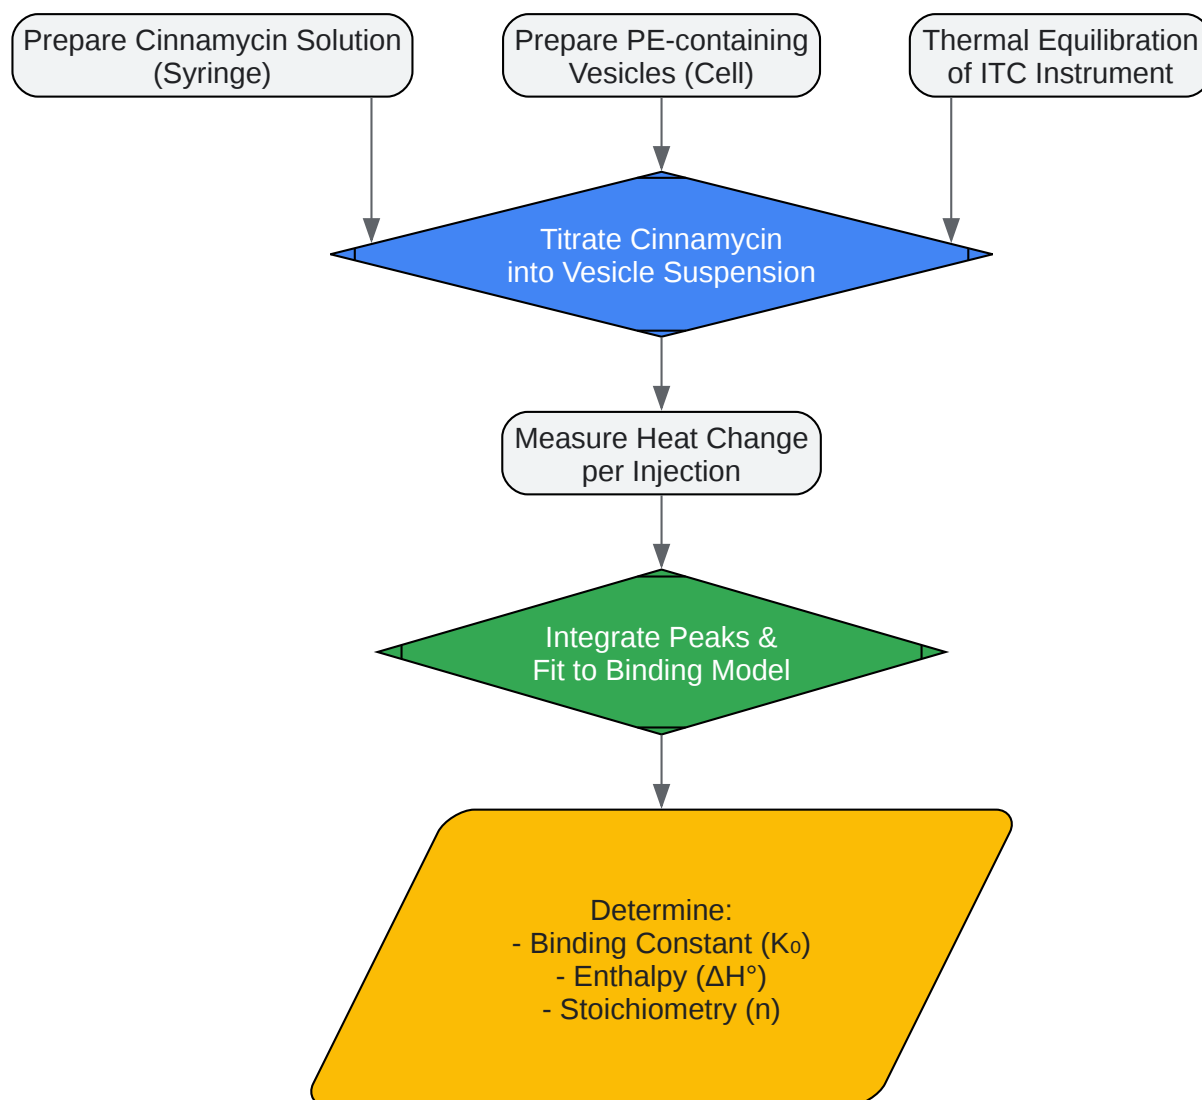 Prepare Cinnamycin Solution
(Syringe)
Prepare PE-containing
Vesicles (Cell)
Thermal Equilibration
of ITC Instrument
Titrate Cinnamycin
into Vesicle Suspension
Measure Heat Change
per Injection
Integrate Peaks &
Fit to Binding Model
Determine:
- Binding Constant (K₀)
- Enthalpy (ΔH°)
- Stoichiometry (n)